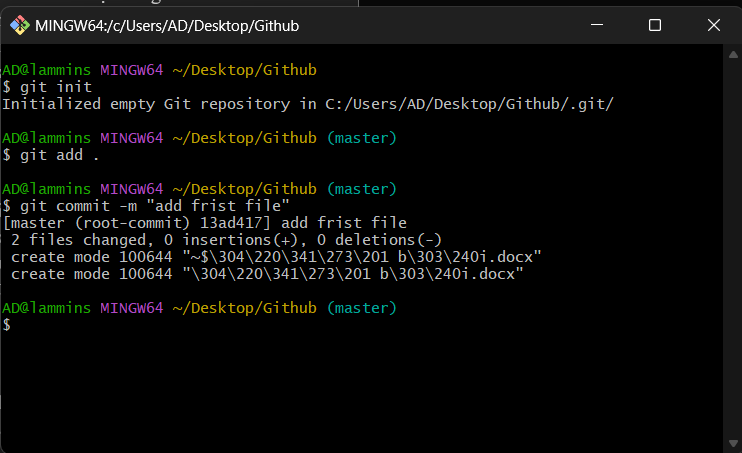 MINGW64:/c/Users/AD/Desktop/Github
AD@lammins MINGW64 ~/Desktop/Github
$ git init
Initialized empty Git repository in C:/Users/AD/Desktop/Github/.git/
AD@lammins MINGW64 ~/Desktop/Github (master)
$ git add .
AD@lammins MINGW64 ~/Desktop/Github (master)
$ git commit -m "add frist file"
[master (root-commit) 13ad417] add frist file
2 files changed, 0 insertions(+), 0 deletions(-)
create mode 100644 "~$\304\220\341\273\201 b\303\240i.docx"
create mode 100644 "\304\220\341\273\201 b\303\240i.docx"
AD@lammins MINGW64 ~/Desktop/Github (master)
$